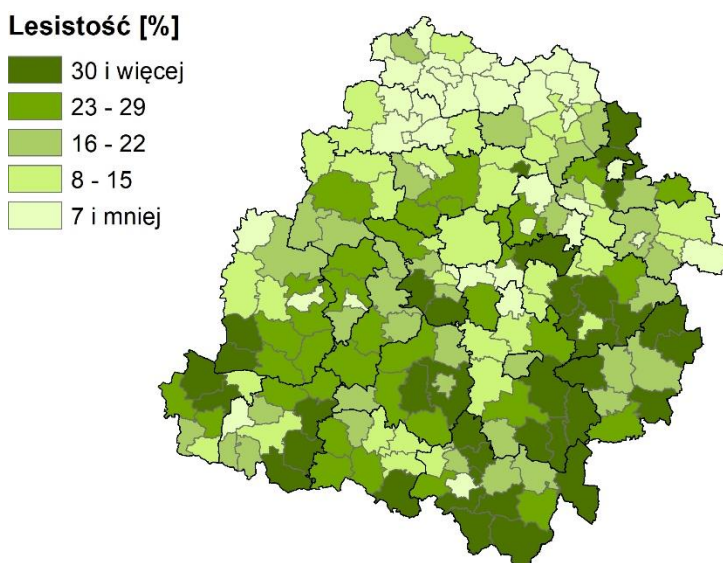 Lesistość [%]
30 i więcej
23 - 29
16 - 22
8 - 15
7 i mniej